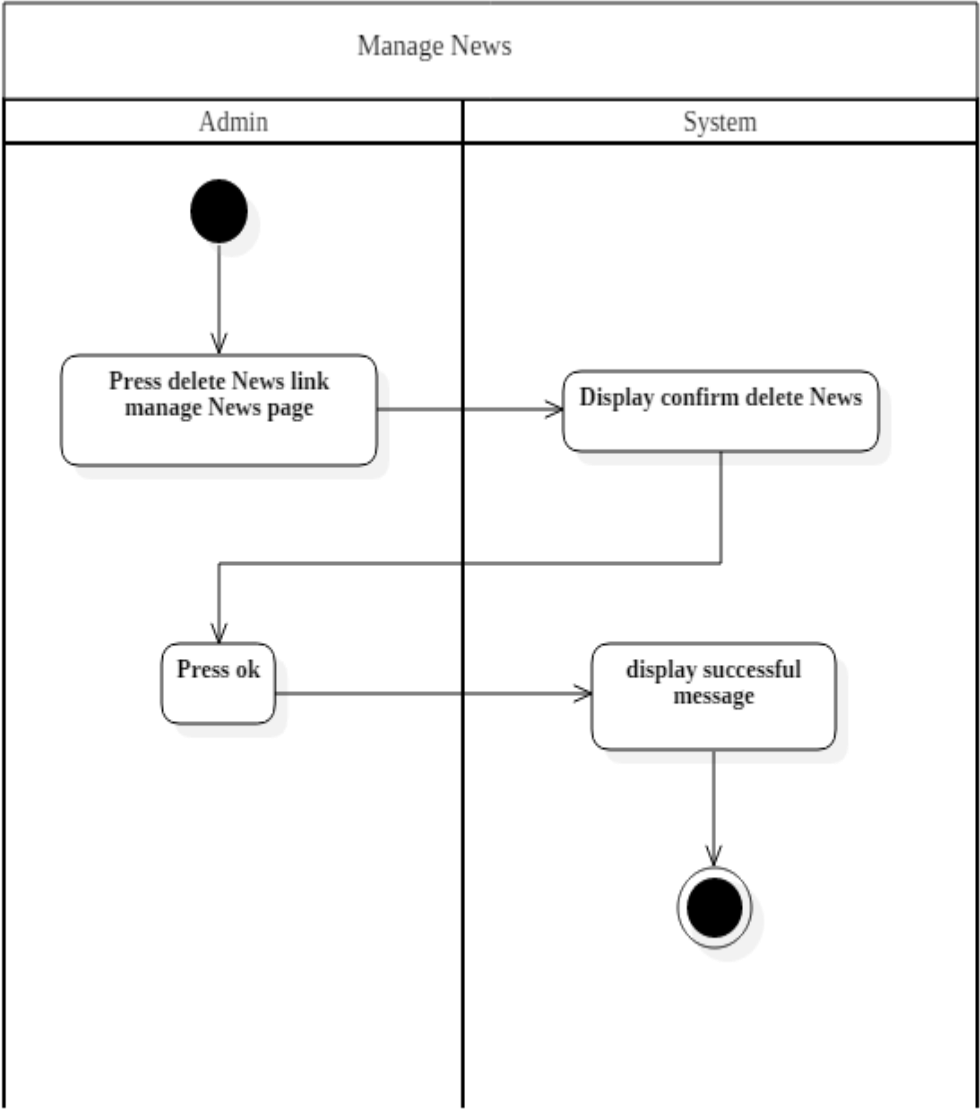 Manage News
Admin
System
Press delete News link
manage News page
Display confirm delete News
Press ok
display successful
message